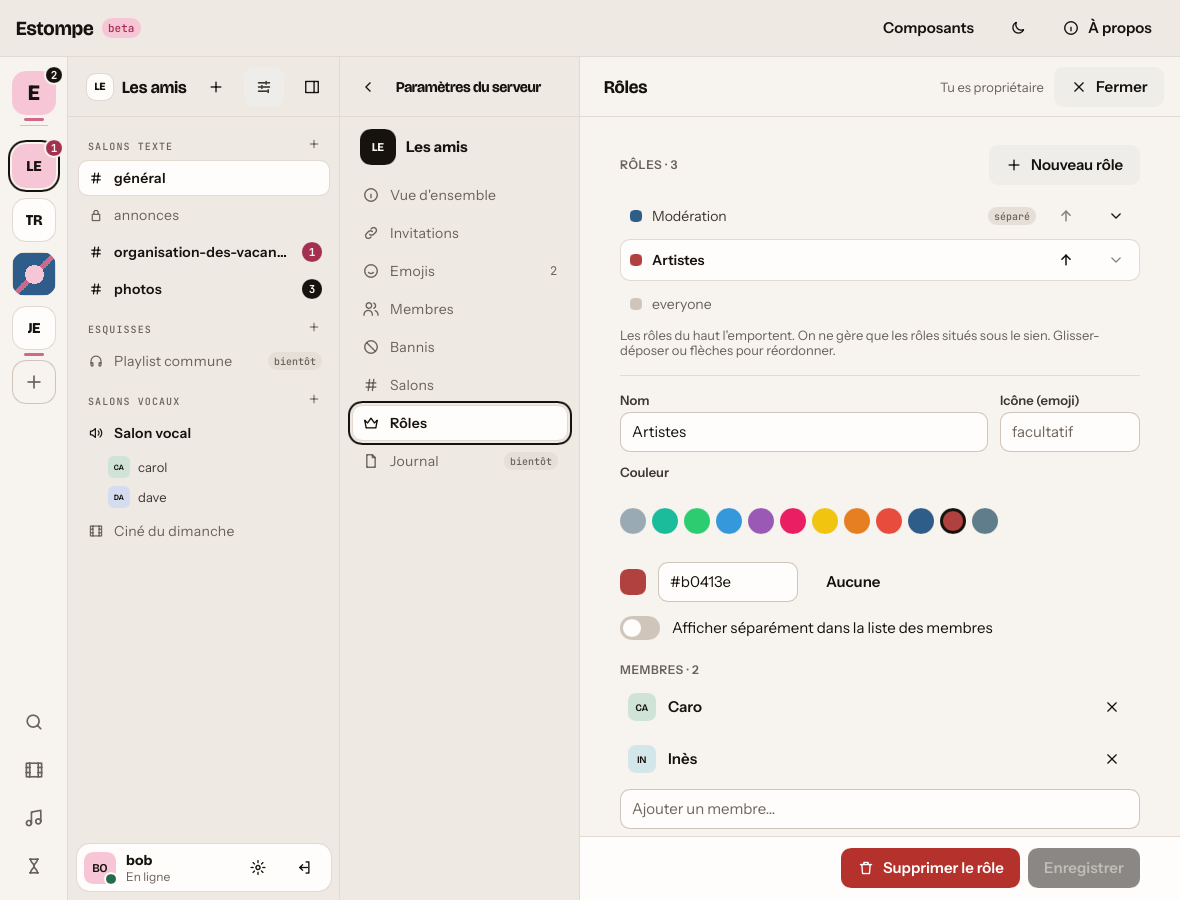 Estompe beta
Composants
À propos
E
2
LE
1
TR
JE
LE Les amis
SALONS TEXTE
# général
annonces
# organisation-des-vacan... 1
# photos 3
ESQUISSES
Playlist commune bientôt
SALONS VOCAUX
Salon vocal
CA carol
DA dave
Ciné du dimanche
BO bob
En ligne
Paramètres du serveur
LE Les amis
Vue d'ensemble
Invitations
Emojis 2
Membres
Bannis
# Salons
Rôles
Journal bientôt
Rôles
Tu es propriétaire
Fermer
RÔLES · 3
Nouveau rôle
Modération séparé
Artistes
everyone
Les rôles du haut l'emportent. On ne gère que les rôles situés sous le sien. Glisser-
déposer ou flèches pour réordonner.
Nom
Icône (emoji)
Artistes
facultatif
Couleur
#b0413e
Aucune
Afficher séparément dans la liste des membres
MEMBRES · 2
CA Caro
IN Inès
Ajouter un membre...
Supprimer le rôle
Enregistrer